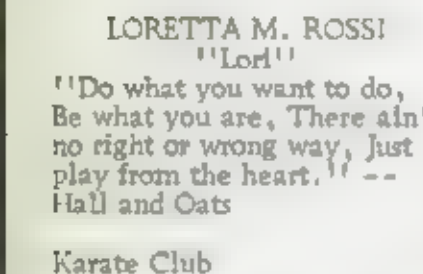 LORETTA M. ROSSI
''Lori''
''Do what you want to do,
Be what you are, There ain'
no right or wrong way, Just
play from the heart.'' --
Hall and Oats
Karate Club